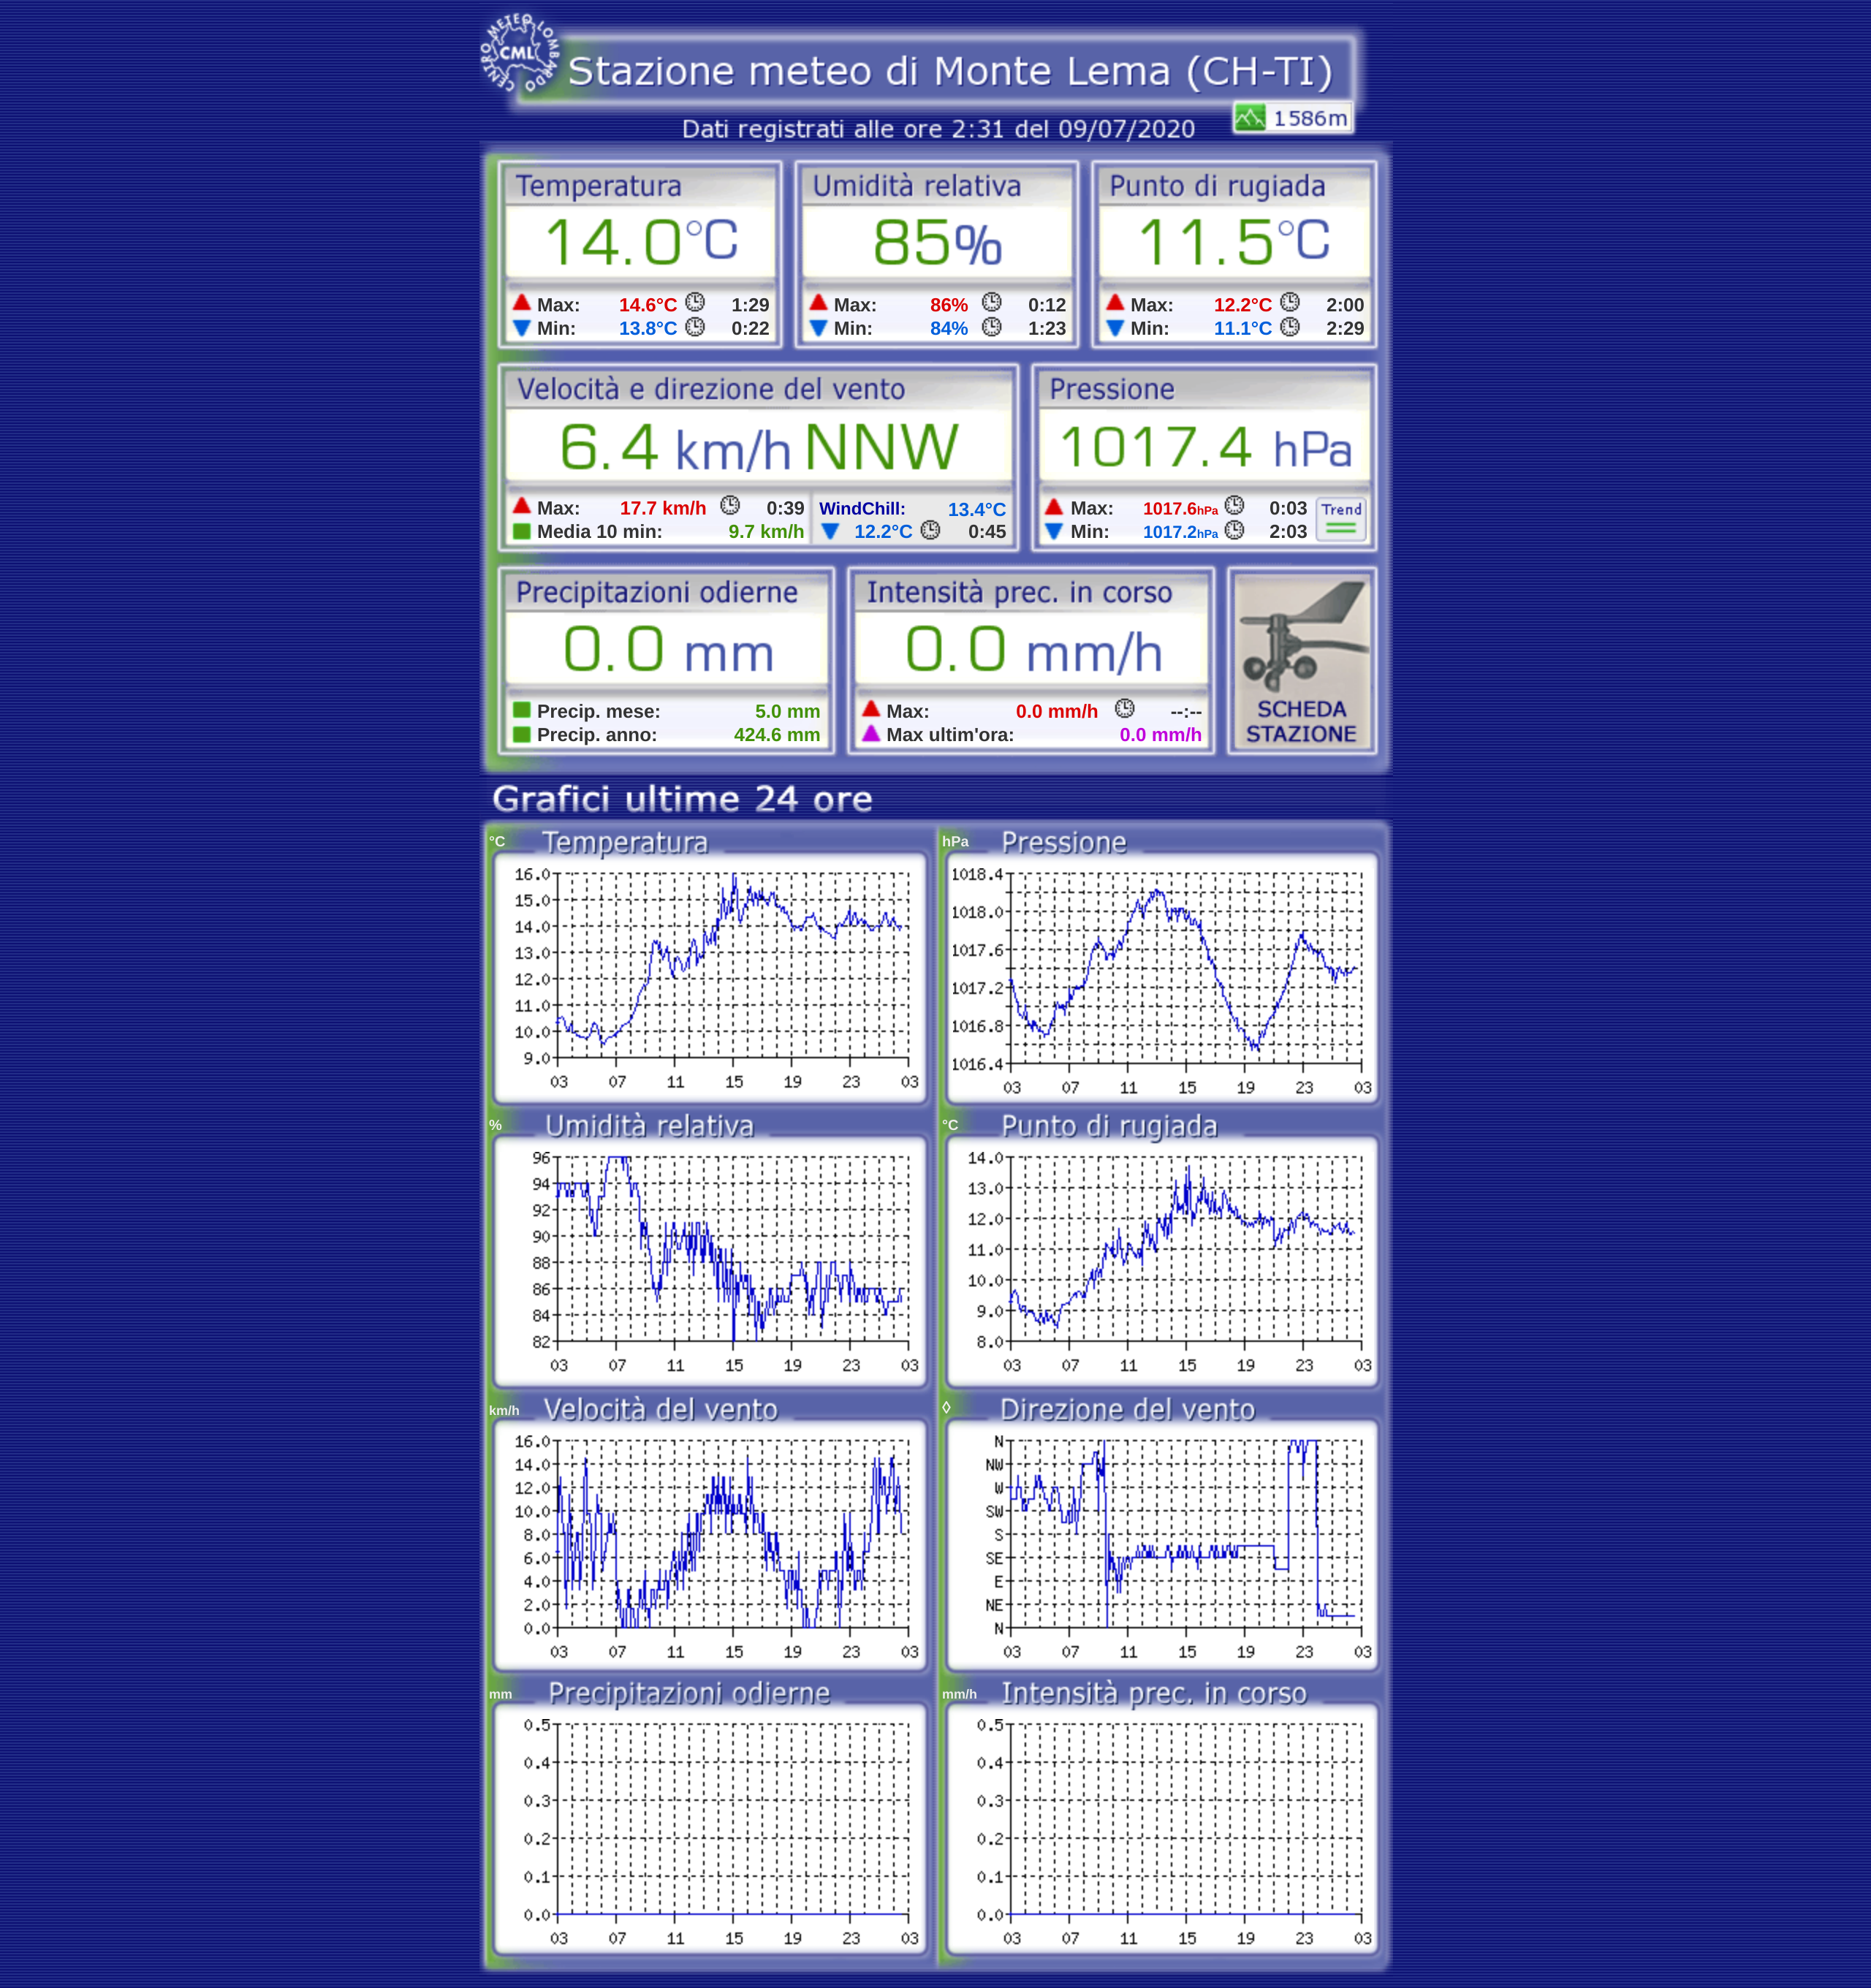 CENTRO METEO LOMBARDO
CML
Stazione meteo di Monte Lema (CH-TI)
1586m
Dati registrati alle ore 2:31 del 09/07/2020
Temperatura Umidità relativa Punto di rugiada
14.0°C 85% 11.5°C
Max: 14.6°C 1:29 Max: 86% 0:12 Max: 12.2°C 2:00
Min: 13.8°C 0:22 Min: 84% 1:23 Min: 11.1°C 2:29
Velocità e direzione del vento Pressione
6.4 km/h NNW 1017.4 hPa
Max: 17.7 km/h 0:39 WindChill: 13.4°C Max: 1017.6hPa 0:03 Trend
Media 10 min: 9.7 km/h 12.2°C 0:45 Min: 1017.2hPa 2:03
Precipitazioni odierne Intensità prec. in corso
0.0 mm 0.0 mm/h
Precip. mese: 5.0 mm Max: 0.0 mm/h --:-- SCHEDA
Precip. anno: 424.6 mm Max ultim'ora: 0.0 mm/h STAZIONE
Grafici ultime 24 ore
°C Temperatura
16.0
15.0
14.0
13.0
12.0
11.0
10.0
9.0
03 07 11 15 19 23 03
hPa Pressione
1018.4
1018.0
1017.6
1017.2
1016.8
1016.4
03 07 11 15 19 23 03
% Umidità relativa
96
94
92
90
88
86
84
82
03 07 11 15 19 23 03
°C Punto di rugiada
14.0
13.0
12.0
11.0
10.0
9.0
8.0
03 07 11 15 19 23 03
km/h Velocità del vento
16.0
14.0
12.0
10.0
8.0
6.0
4.0
2.0
0.0
03 07 11 15 19 23 03
◊ Direzione del vento
N
NW
W
SW
S
SE
E
NE
N
03 07 11 15 19 23 03
mm Precipitazioni odierne
0.5
0.4
0.3
0.2
0.1
0.0
03 07 11 15 19 23 03
mm/h Intensità prec. in corso
0.5
0.4
0.3
0.2
0.1
0.0
03 07 11 15 19 23 03